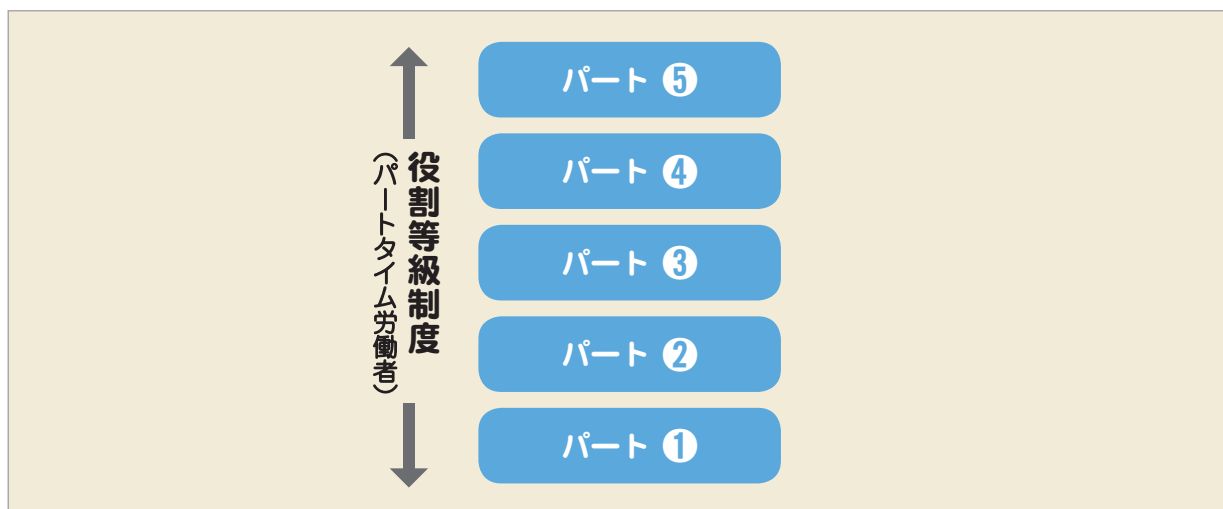 役割等級制度
（パートタイム労働者）
パート ❺
パート ❹
パート ❸
パート ❷
パート ❶